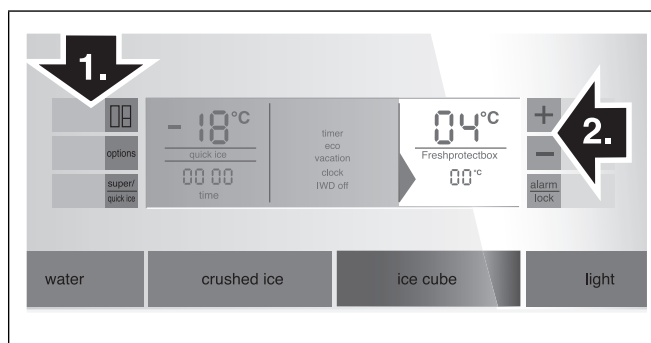 1.
2.
options
super/
quick ice
- 18°C
quick ice
00 00
time
timer
eco
vacation
clock
IWD off
04°C
Freshprotectbox
00°C
+
-
alarm
lock
water
crushed ice
ice cube
light